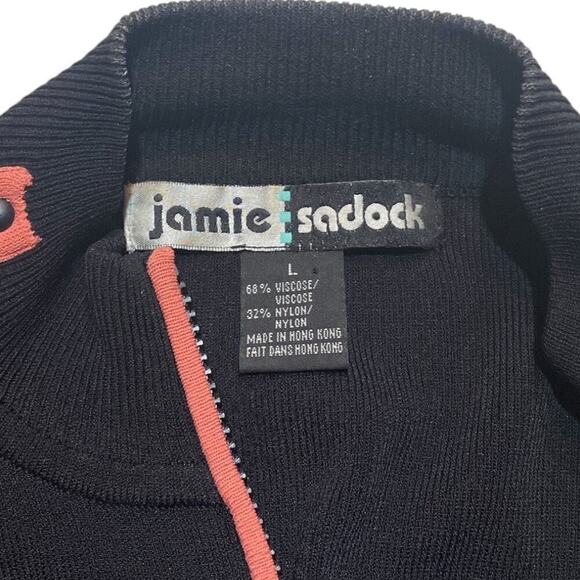 jamie sadock
L
68% VISCOSE/
VISCOSE
32% NYLON/
NYLON
MADE IN HONG KONG
FAIT DANS HONG KONG